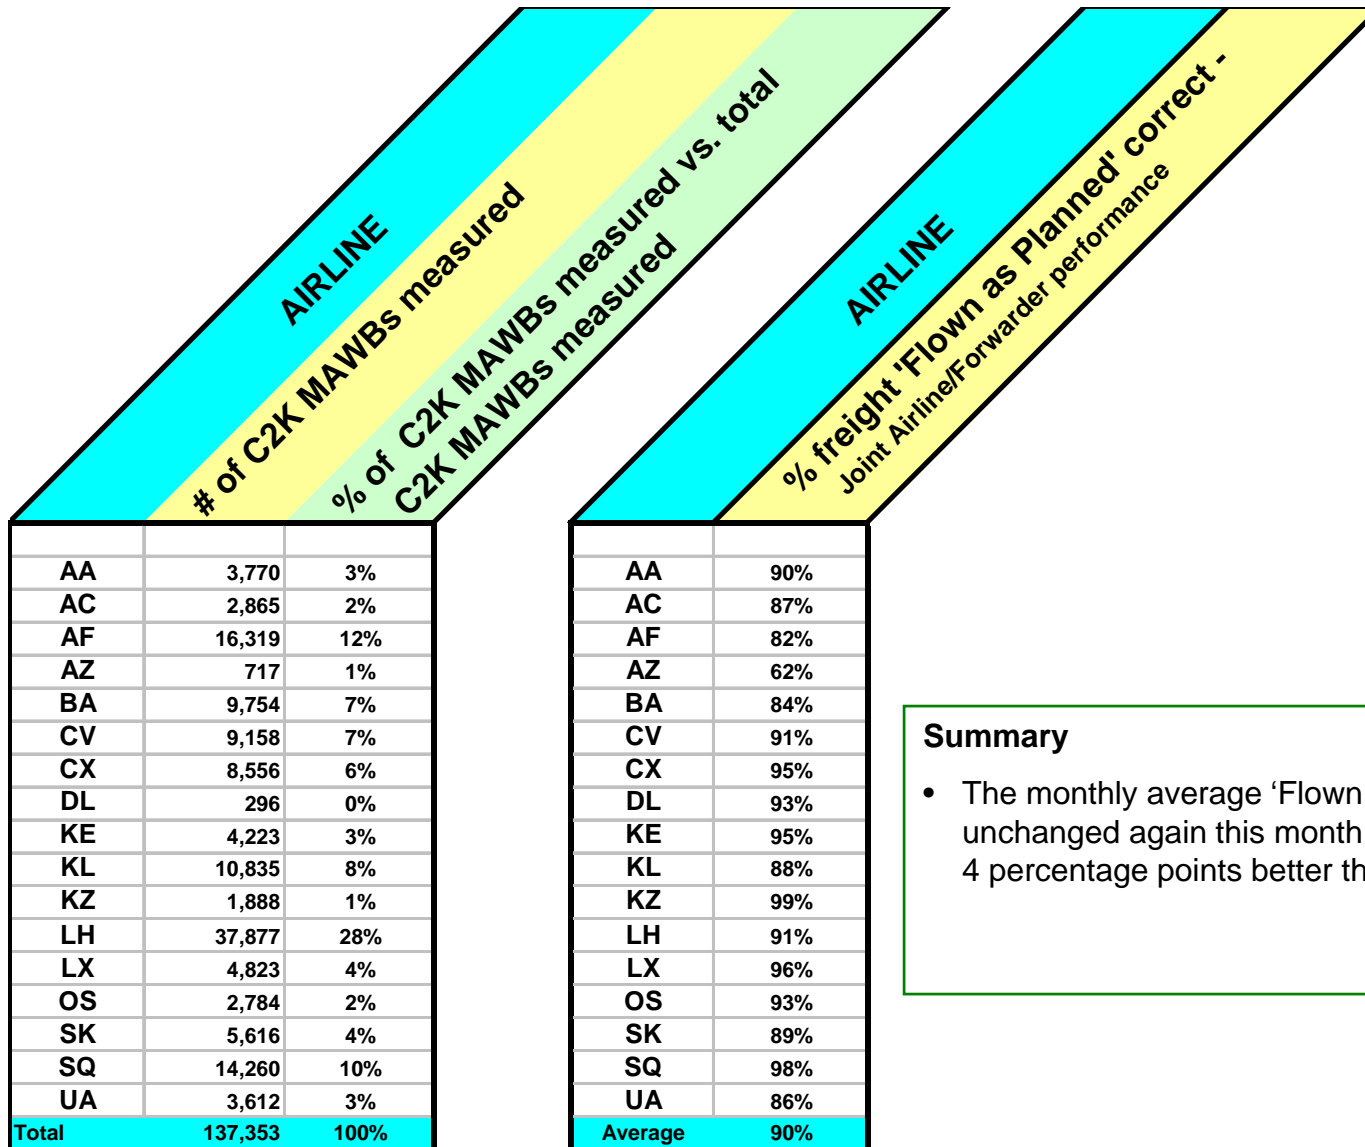 AIRLINE
# of C2K MAWBs measured
% of C2K MAWBs measured vs. total
C2K MAWBs measured
AA 3,770 3%
AC 2,865 2%
AF 16,319 12%
AZ 717 1%
BA 9,754 7%
CV 9,158 7%
CX 8,556 6%
DL 296 0%
KE 4,223 3%
KL 10,835 8%
KZ 1,888 1%
LH 37,877 28%
LX 4,823 4%
OS 2,784 2%
SK 5,616 4%
SQ 14,260 10%
UA 3,612 3%
Total 137,353 100%
AIRLINE
% freight 'Flown as Planned' correct -
Joint Airline/Forwarder performance
AA 90%
AC 87%
AF 82%
AZ 62%
BA 84%
CV 91%
CX 95%
DL 93%
KE 95%
KL 88%
KZ 99%
LH 91%
LX 96%
OS 93%
SK 89%
SQ 98%
UA 86%
Average 90%
Summary
• The monthly average ‘Flown
unchanged again this month
4 percentage points better th